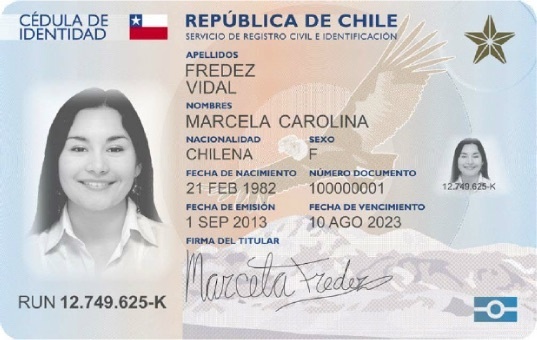 CÉDULA DE
IDENTIDAD
REPÚBLICA DE CHILE
SERVICIO DE REGISTRO CIVIL E IDENTIFICACIÓN
APELLIDOS
FREDEZ
VIDAL
NOMBRES
MARCELA CAROLINA
NACIONALIDAD SEXO
CHILENA F
FECHA DE NACIMIENTO NÚMERO DOCUMENTO
21 FEB 1982 100000001
12.749.625-K
FECHA DE EMISIÓN FECHA DE VENCIMIENTO
1 SEP 2013 10 AGO 2023
FIRMA DEL TITULAR
Marcela Fredez
RUN 12.749.625-K